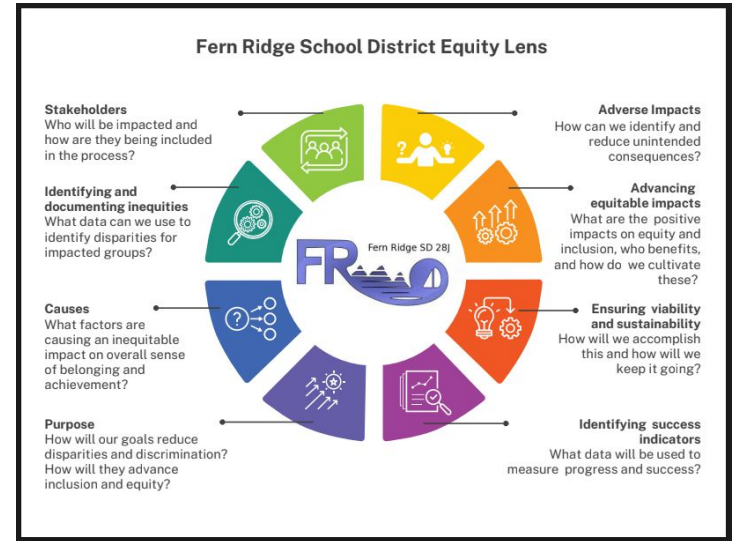 Fern Ridge School District Equity Lens
Stakeholders
Who will be impacted and
how are they being included
in the process?
Identifying and
documenting inequities
What data can we use to
identify disparities for
impacted groups?
Causes
What factors are
causing an inequitable
impact on overall sense
of belonging and
achievement?
Purpose
How will our goals reduce
disparities and discrimination?
How will they advance
inclusion and equity?
?
?
Fern Ridge SD 28J
FR
Adverse Impacts
How can we identify and
reduce unintended
consequences?
Advancing
equitable impacts
What are the positive
impacts on equity and
inclusion, who benefits,
and how do we cultivate
these?
Ensuring viability
and sustainability
How will we accomplish
this and how will we
keep it going?
Identifying success
indicators
What data will be used to
measure progress and success?